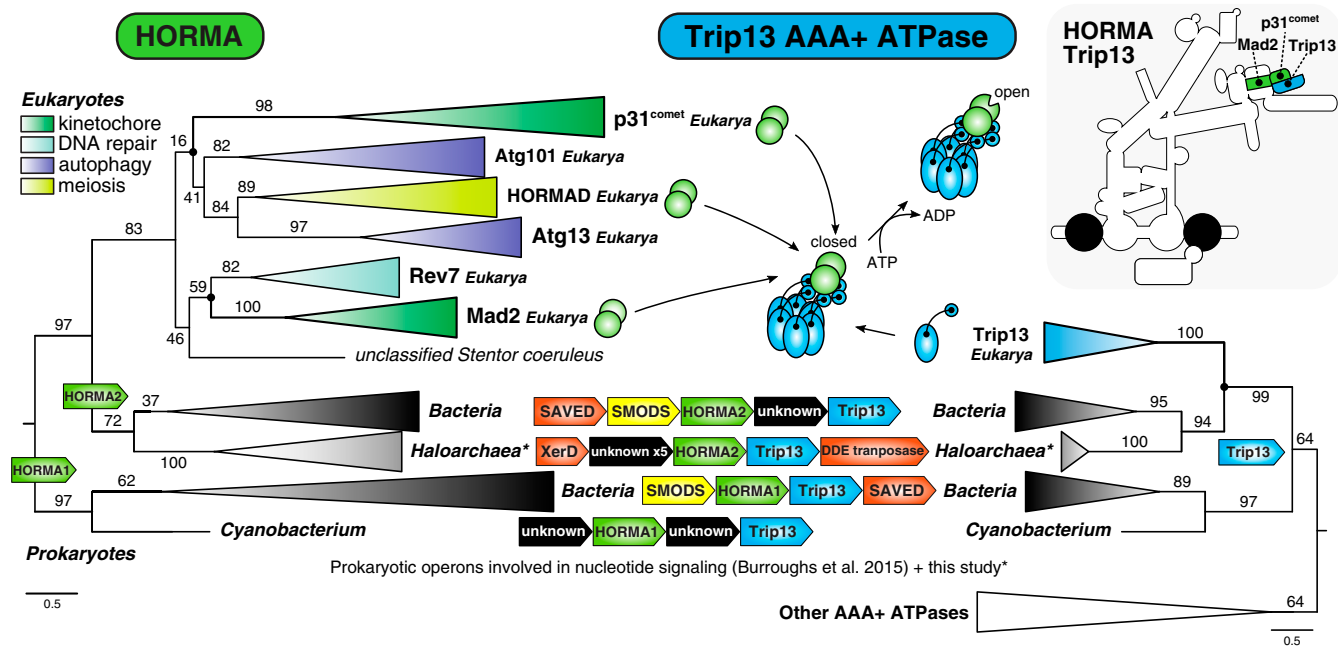 HORMA
Trip13 AAA+ ATPase
HORMA
Trip13
p31comet
Mad2
Trip13
Eukaryotes
kinetochore
DNA repair
autophagy
meiosis
98
p31comet Eukarya
16
82
Atg101 Eukarya
41
89
HORMAD Eukarya
84
97
Atg13 Eukarya
83
82
Rev7 Eukarya
59
100
Mad2 Eukarya
46
unclassified Stentor coeruleus
open
closed
ADP
ATP
Trip13
Eukarya
100
97
HORMA2
37
72
Bacteria
SAVED
SMODS
HORMA2
unknown
Trip13
Bacteria
95
99
94
100
Haloarchaea*
XerD
unknown x5
HORMA2
Trip13
DDE tranposase
Haloarchaea*
100
Trip13
64
HORMA1
97
62
Bacteria
SMODS
HORMA1
Trip13
SAVED
Bacteria
89
97
Cyanobacterium
unknown
HORMA1
unknown
Trip13
Cyanobacterium
Prokaryotes
Prokaryotic operons involved in nucleotide signaling (Burroughs et al. 2015) + this study*
0.5
Other AAA+ ATPases
64
0.5